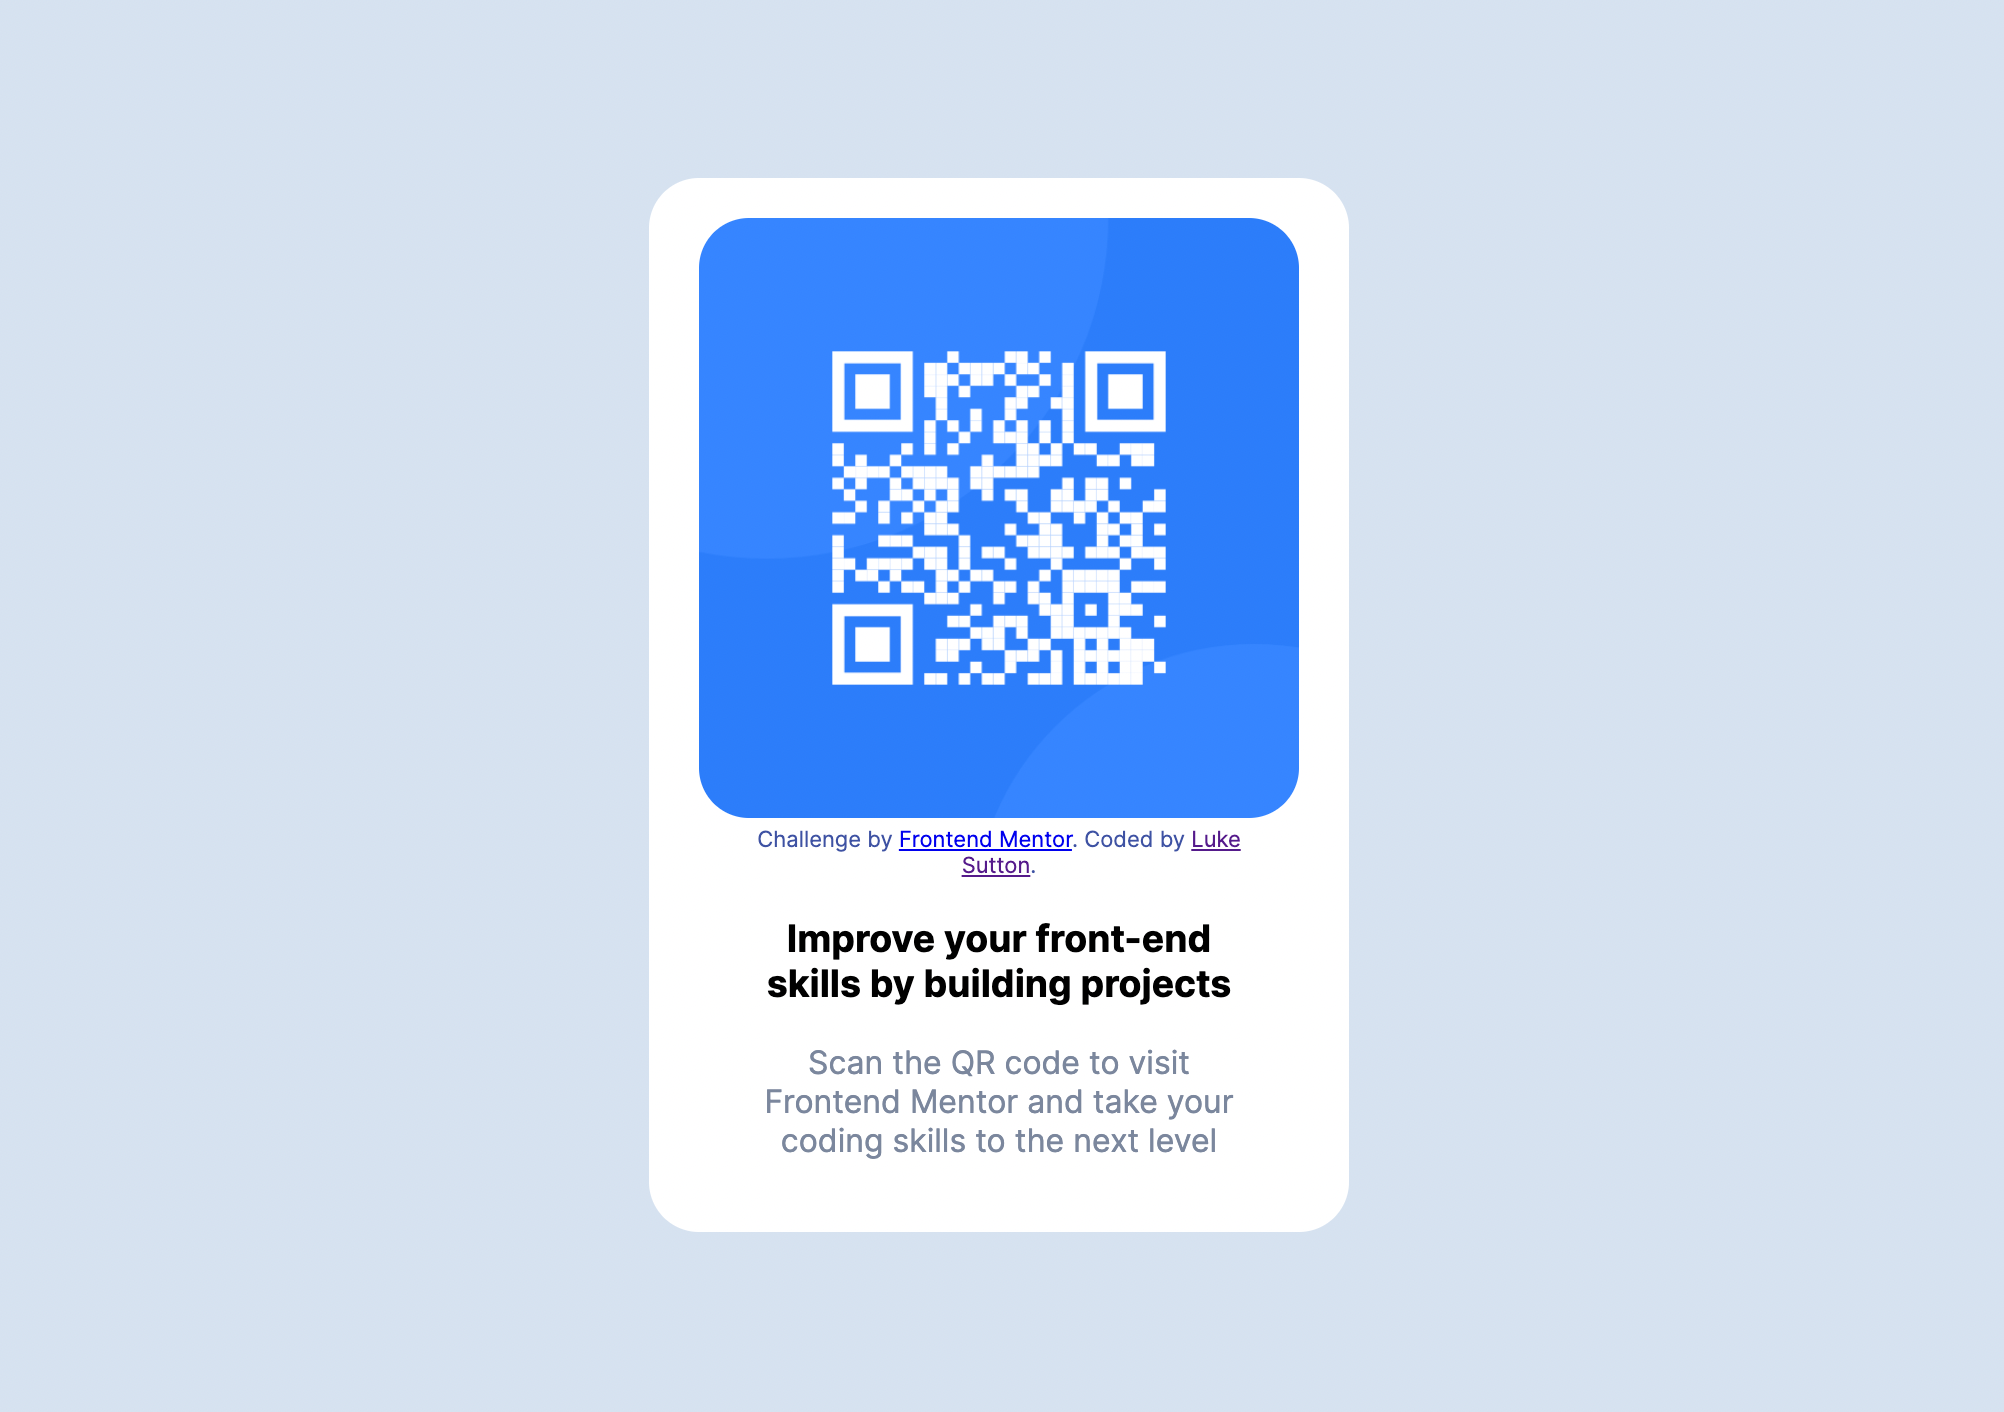 Challenge by Frontend Mentor. Coded by Luke
Sutton.
Improve your front-end
skills by building projects
Scan the QR code to visit
Frontend Mentor and take your
coding skills to the next level